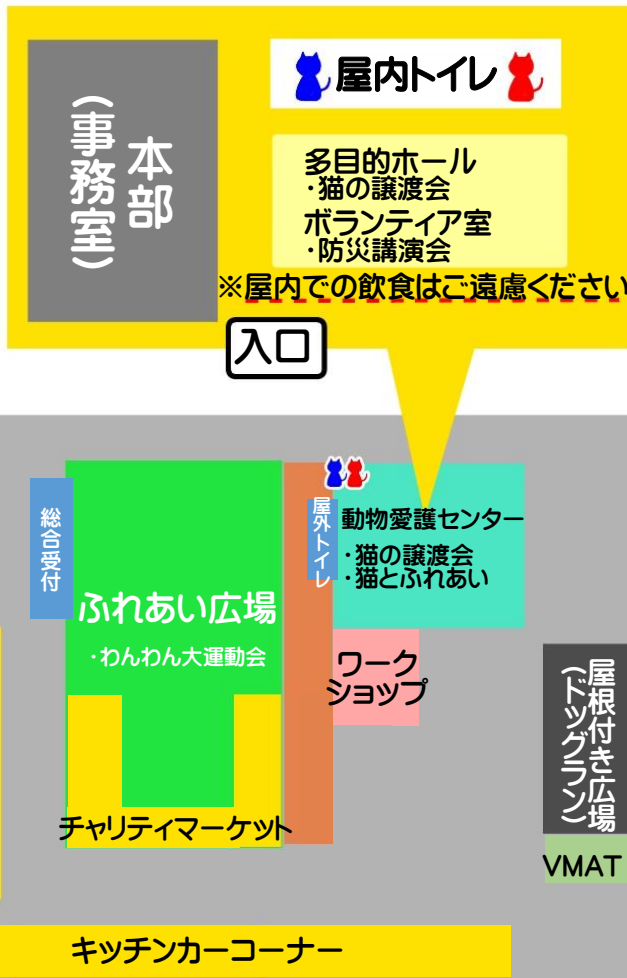 屋内トイレ
本部
(事務室)
多目的ホール
・猫の譲渡会
ボランティア室
・防災講演会
※屋内での飲食はご遠慮ください
入口
総合受付
屋外トイレ
動物愛護センター
・猫の譲渡会
・猫とふれあい
ふれあい広場
・わんわん大運動会
ワーク
ショップ
屋根付き広場
(ドッグラン)
チャリティマーケット
VMAT
キッチンカーコーナー